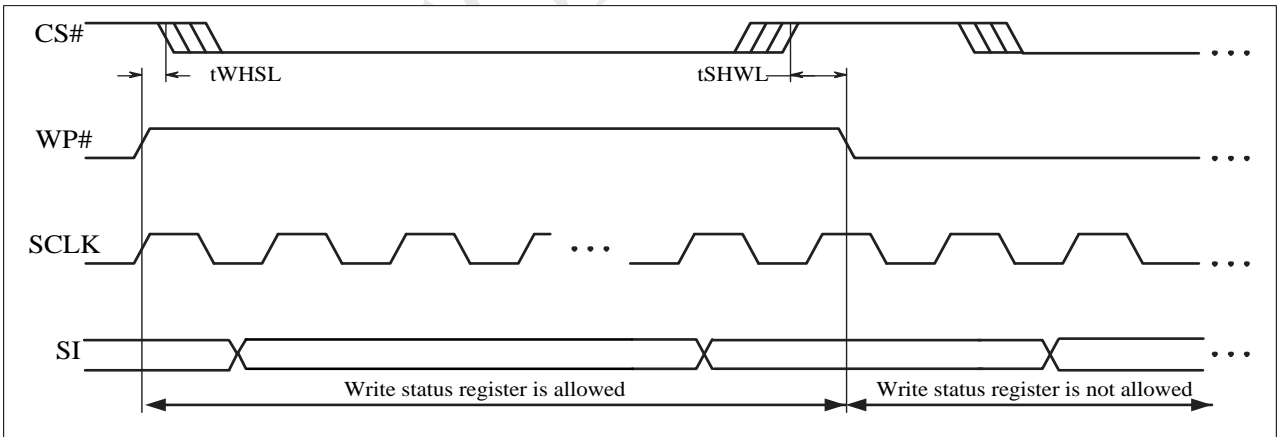 CS#
tWHSL
tSHWL
WP#
SCLK
SI
Write status register is allowed
Write status register is not allowed